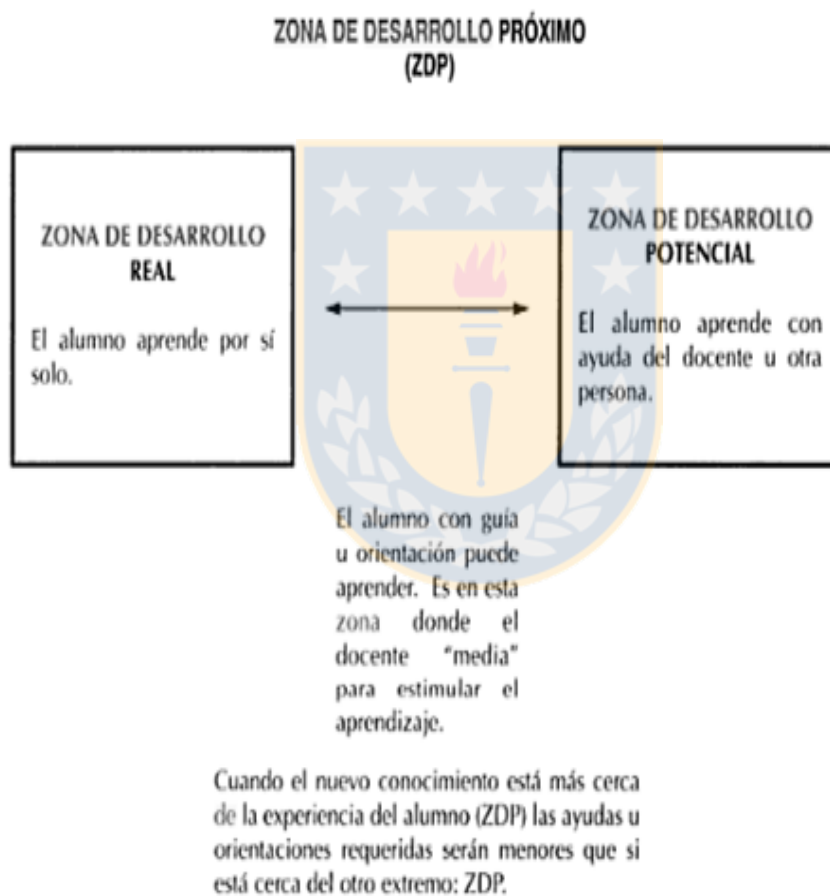 ZONA DE DESARROLLO PRÓXIMO
(ZDP)
ZONA DE DESARROLLO
REAL
El alumno aprende por sí
solo.
ZONA DE DESARROLLO
POTENCIAL
El alumno aprende con
ayuda del docente u otra
persona.
El alumno con guía
u orientación puede
aprender. Es en esta
zona donde el
docente "media"
para estimular el
aprendizaje.
Cuando el nuevo conocimiento está más cerca
de la experiencia del alumno (ZDP) las ayudas u
orientaciones requeridas serán menores que si
está cerca del otro extremo: ZDP.